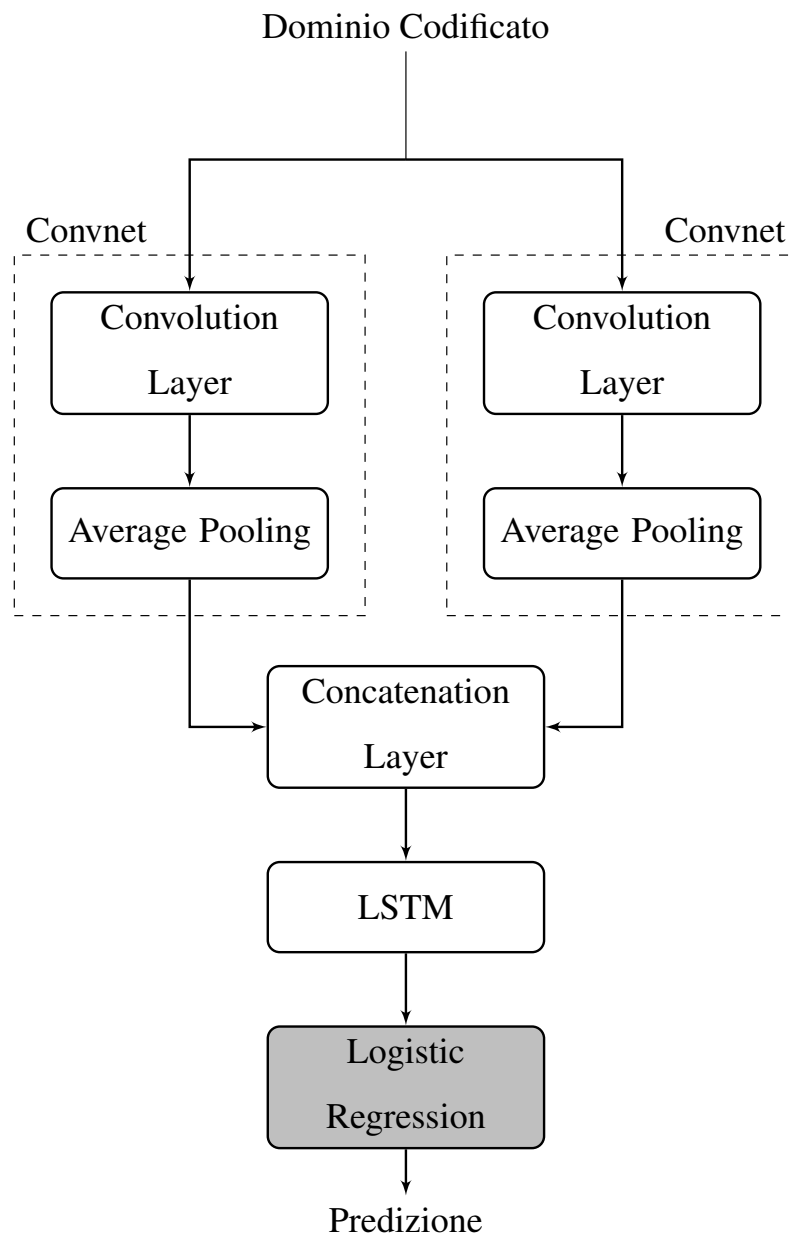 Dominio Codificato
Convnet
Convnet
Convolution
Layer
Convolution
Layer
Average Pooling
Average Pooling
Concatenation
Layer
LSTM
Logistic
Regression
Predizione